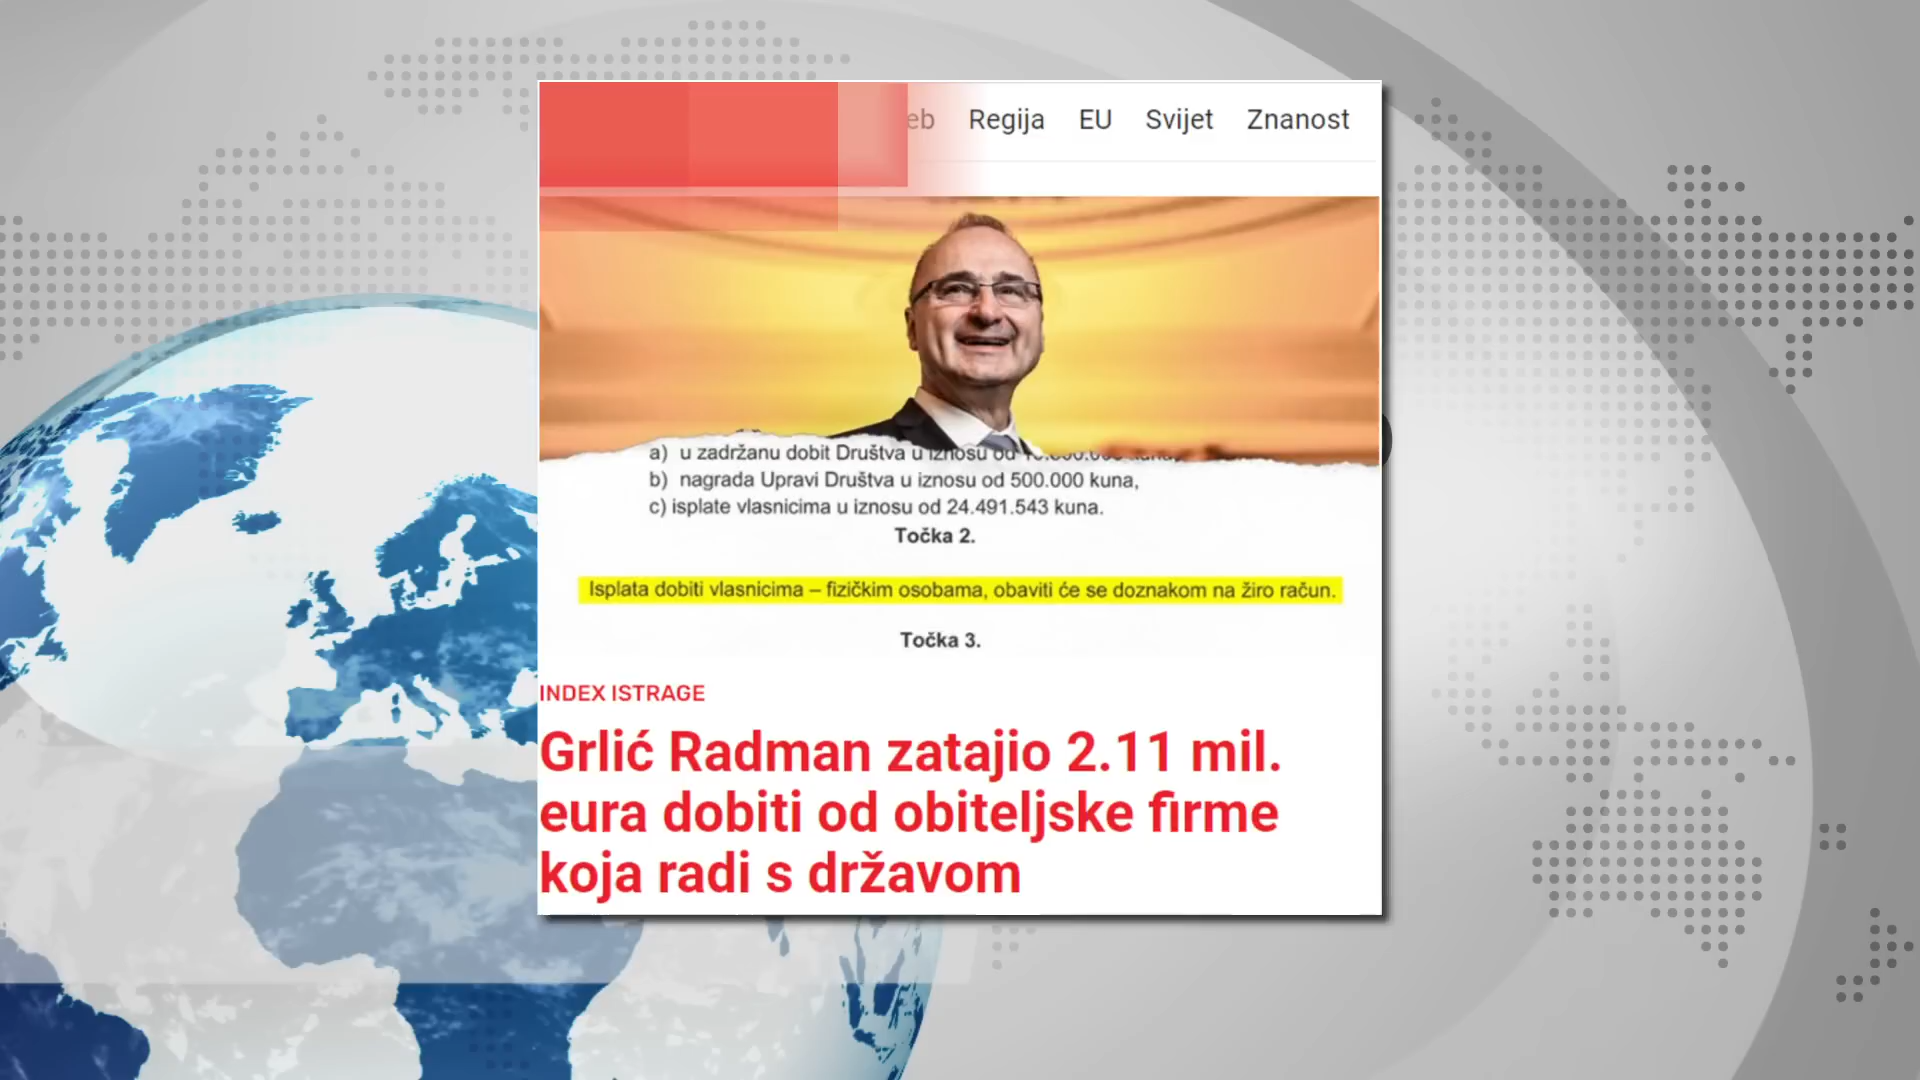 Regija EU Svijet Znanost
a) u zadržanu dobit Društva u iznosu od
b) nagrada Upravi Društva u iznosu od 500.000 kuna,
c) isplate vlasnicima u iznosu od 24.491.543 kuna.
Točka 2.
Isplata dobiti vlasnicima – fizičkim osobama, obaviti će se doznakom na žiro račun.
Točka 3.
INDEX ISTRAGE
Grlić Radman zatajio 2.11 mil.
eura dobiti od obiteljske firme
koja radi s državom